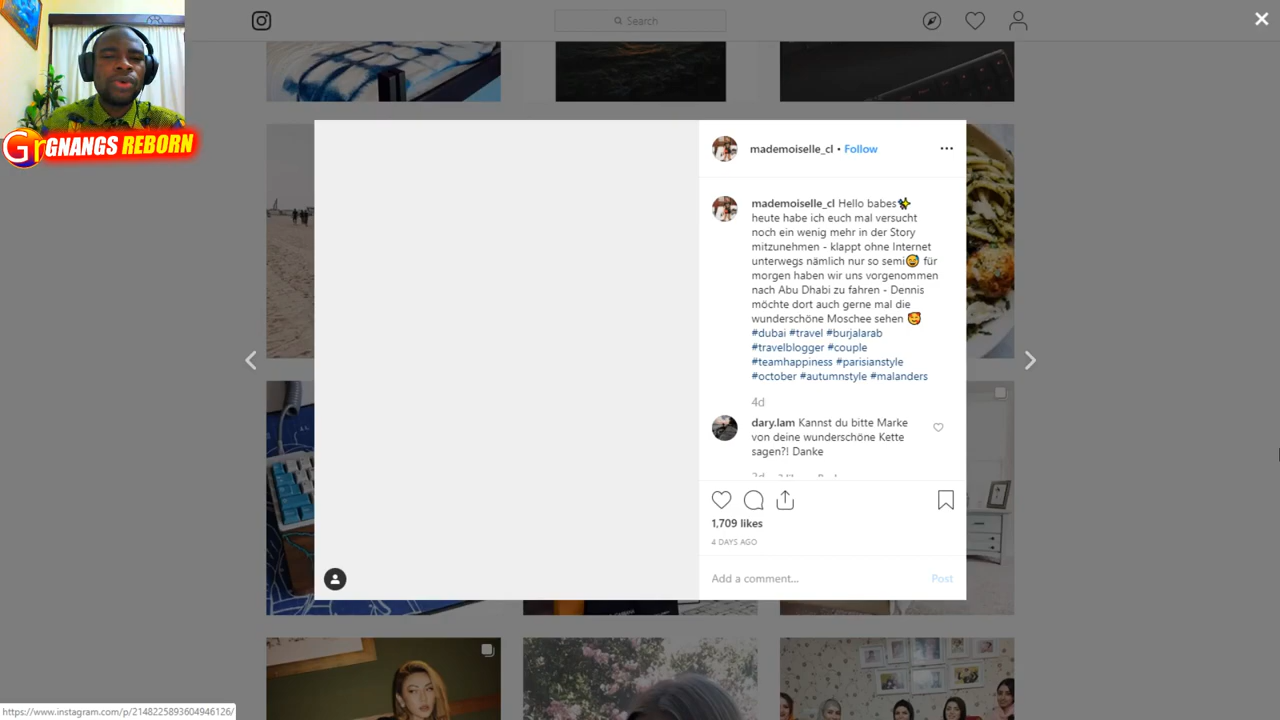 Search
GNANGS REBORN
mademoiselle_cl • Follow
mademoiselle_cl Hello babes
heute habe ich euch mal versucht
noch ein wenig mehr in der Story
mitzunehmen - klappt ohne Internet
unterwegs nämlich nur so semi😅 für
morgen haben wir uns vorgenommen
nach Abu Dhabi zu fahren - Dennis
möchte dort auch gerne mal die
wunderschöne Moschee sehen 🥰
#dubai #travel #burjalarab
#travelblogger #couple
#teamhappiness #parisianstyle
#october #autumnstyle #malanders
4d
dary.lam Kannst du bitte Marke
von deine wunderschöne Kette
sagen?! Danke
1,709 likes
4 DAYS AGO
Add a comment...
Post
https://www.instagram.com/p/2148225893604946126/